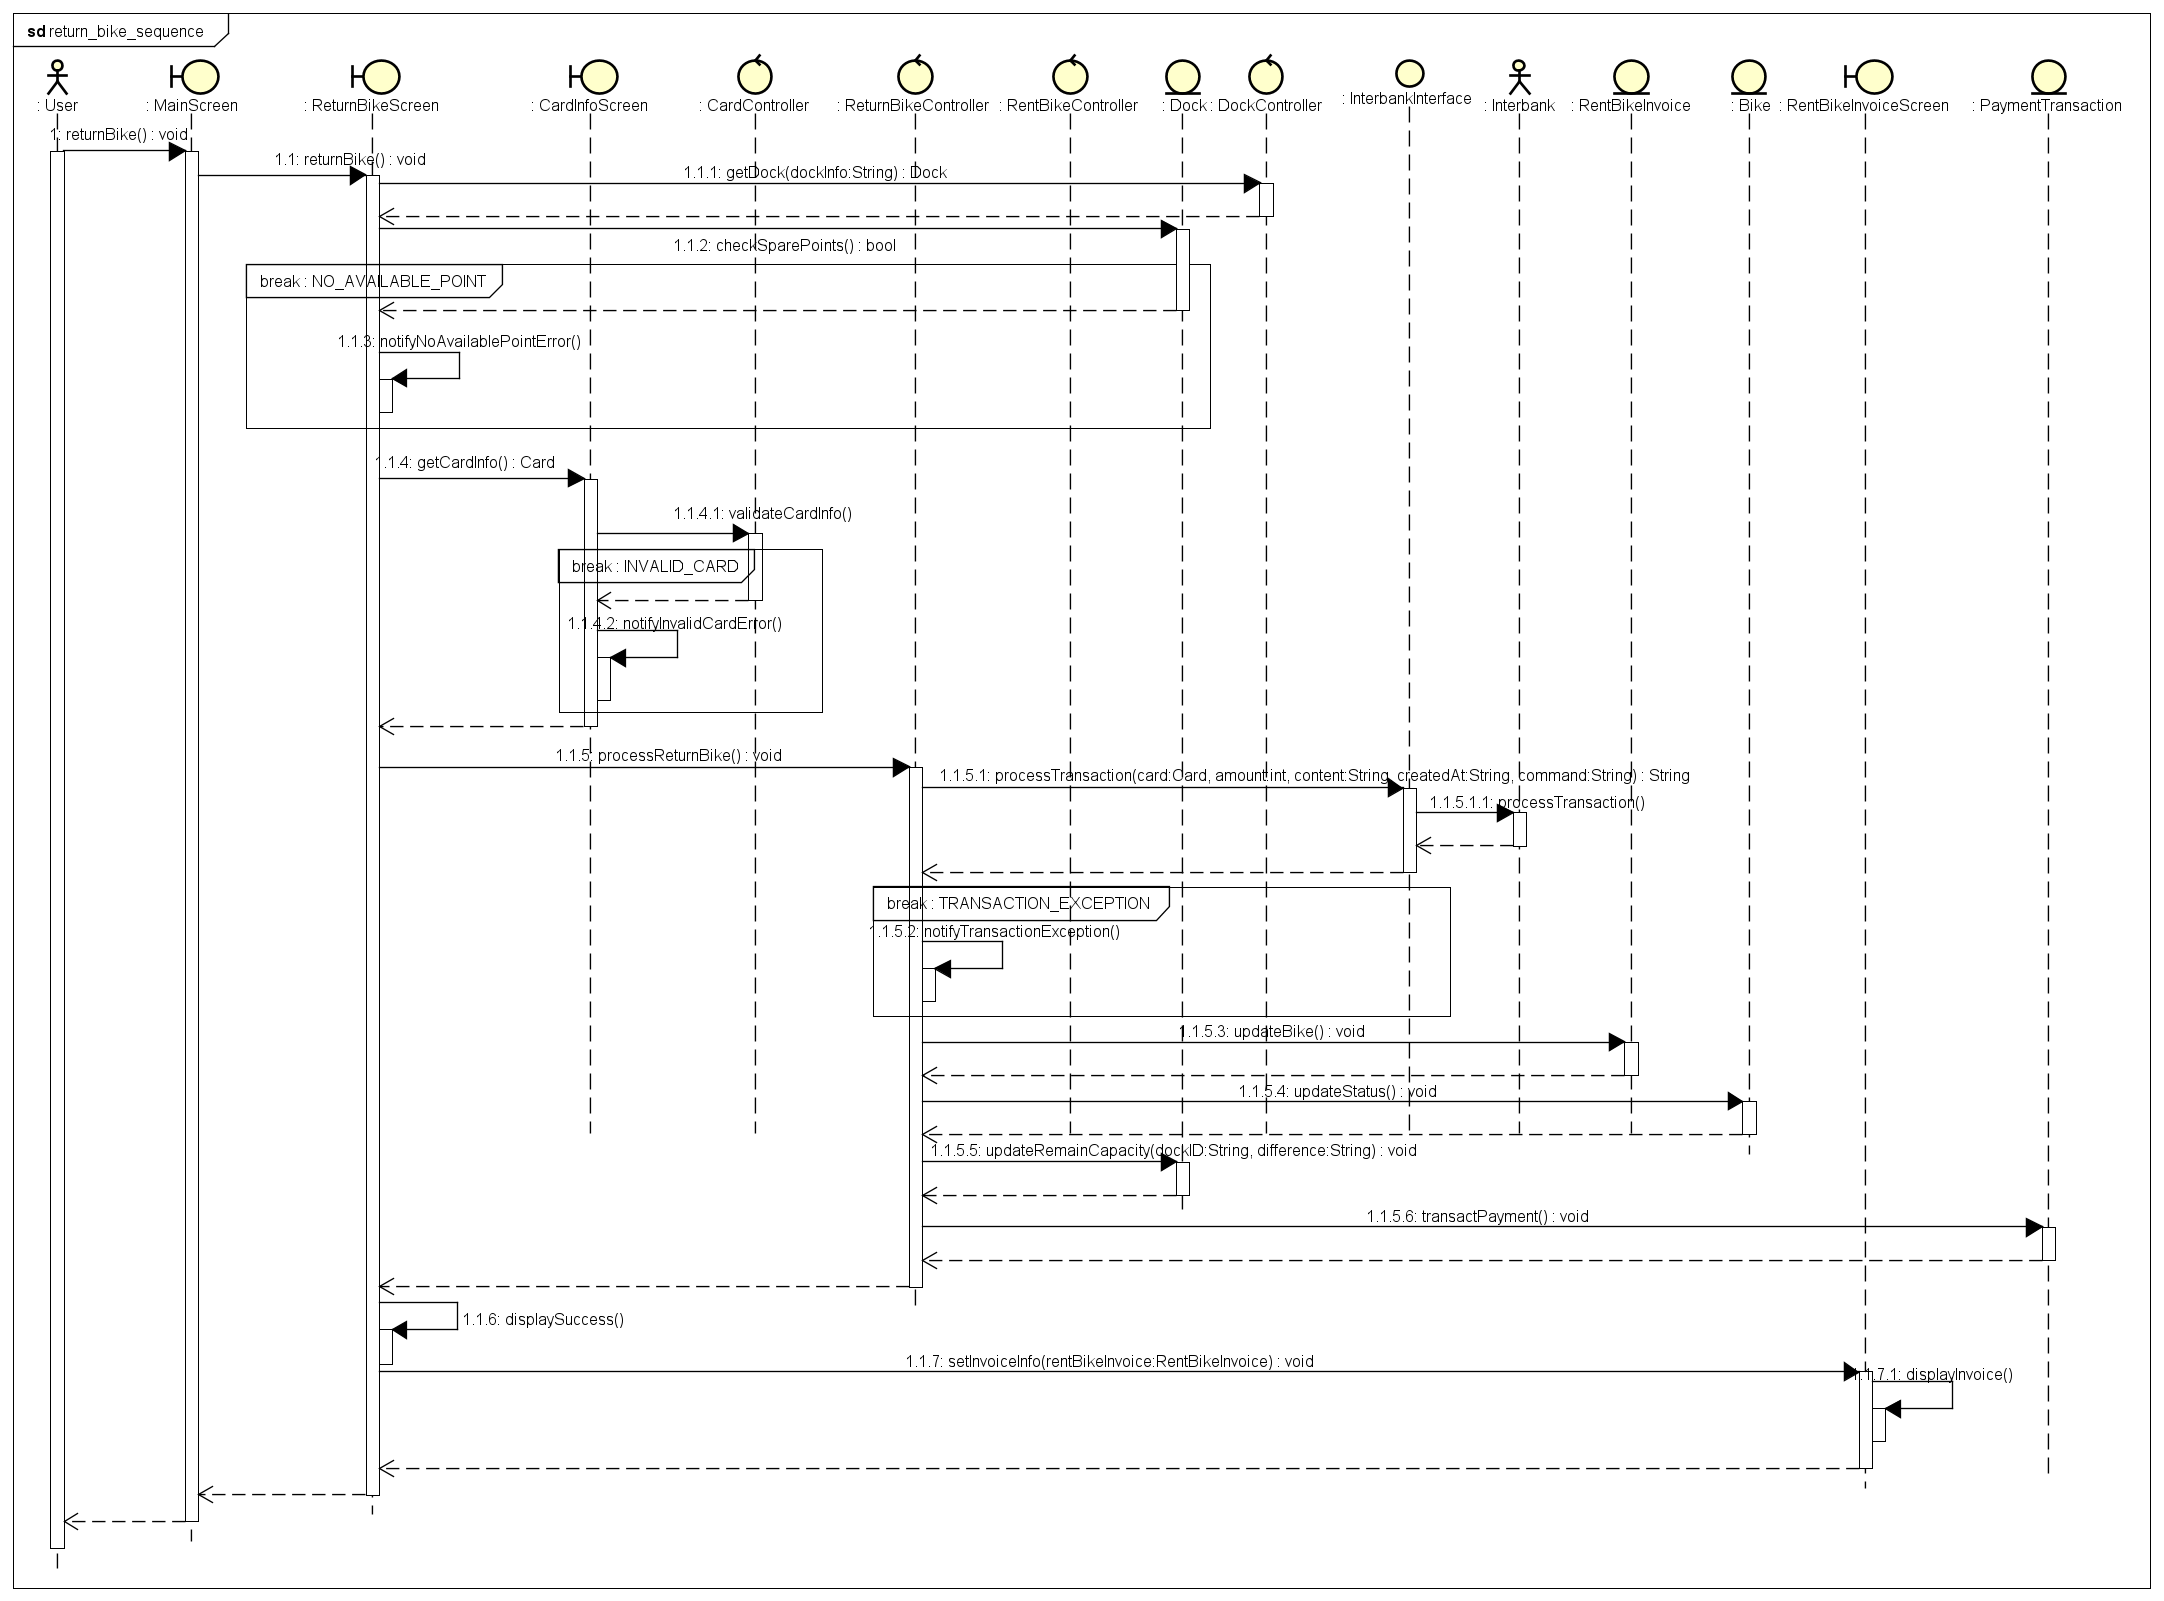 sd return_bike_sequence
: User
: MainScreen
: ReturnBikeScreen
: CardInfoScreen
: CardController
: ReturnBikeController
: RentBikeController
: Dock
: DockController
: InterbankInterface
: Interbank
: RentBikeInvoice
: Bike
: RentBikeInvoiceScreen
: PaymentTransaction
1: returnBike() : void
1.1: returnBike() : void
1.1.1: getDock(dockInfo:String) : Dock
1.1.2: checkSparePoints() : bool
break : NO_AVAILABLE_POINT
1.1.3: notifyNoAvailablePointError()
1.1.4: getCardInfo() : Card
1.1.4.1: validateCardInfo()
break : INVALID_CARD
1.1.4.2: notifyInvalidCardError()
1.1.5: processReturnBike() : void
1.1.5.1: processTransaction(card:Card, amount:int, content:String, createdAt:String, command:String) : String
1.1.5.1.1: processTransaction()
break : TRANSACTION_EXCEPTION
1.1.5.2: notifyTransactionException()
1.1.5.3: updateBike() : void
1.1.5.4: updateStatus() : void
1.1.5.5: updateRemainCapacity(dockID:String, difference:String) : void
1.1.5.6: transactPayment() : void
1.1.6: displaySuccess()
1.1.7: setInvoiceInfo(rentBikeInvoice:RentBikeInvoice) : void
1.1.7.1: displayInvoice()